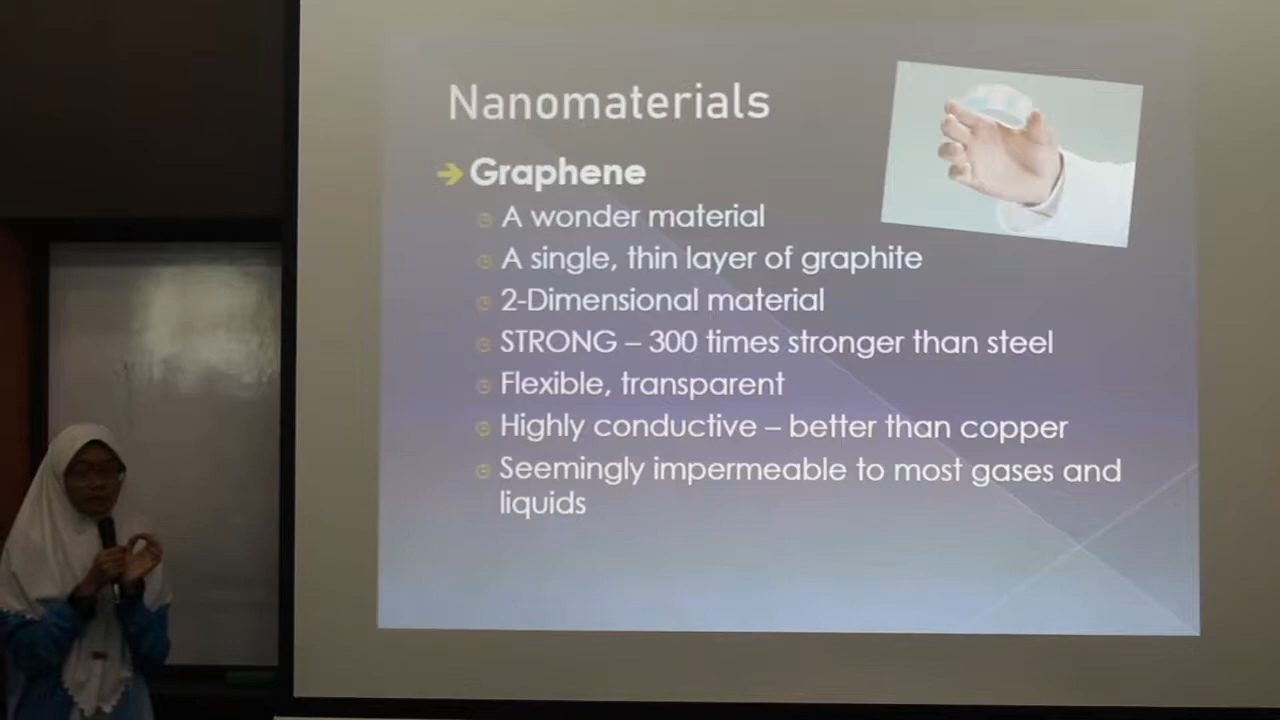 Nanomaterials
Graphene
A wonder material
A single, thin layer of graphite
2-Dimensional material
STRONG – 300 times stronger than steel
Flexible, transparent
Highly conductive – better than copper
Seemingly impermeable to most gases and
liquids